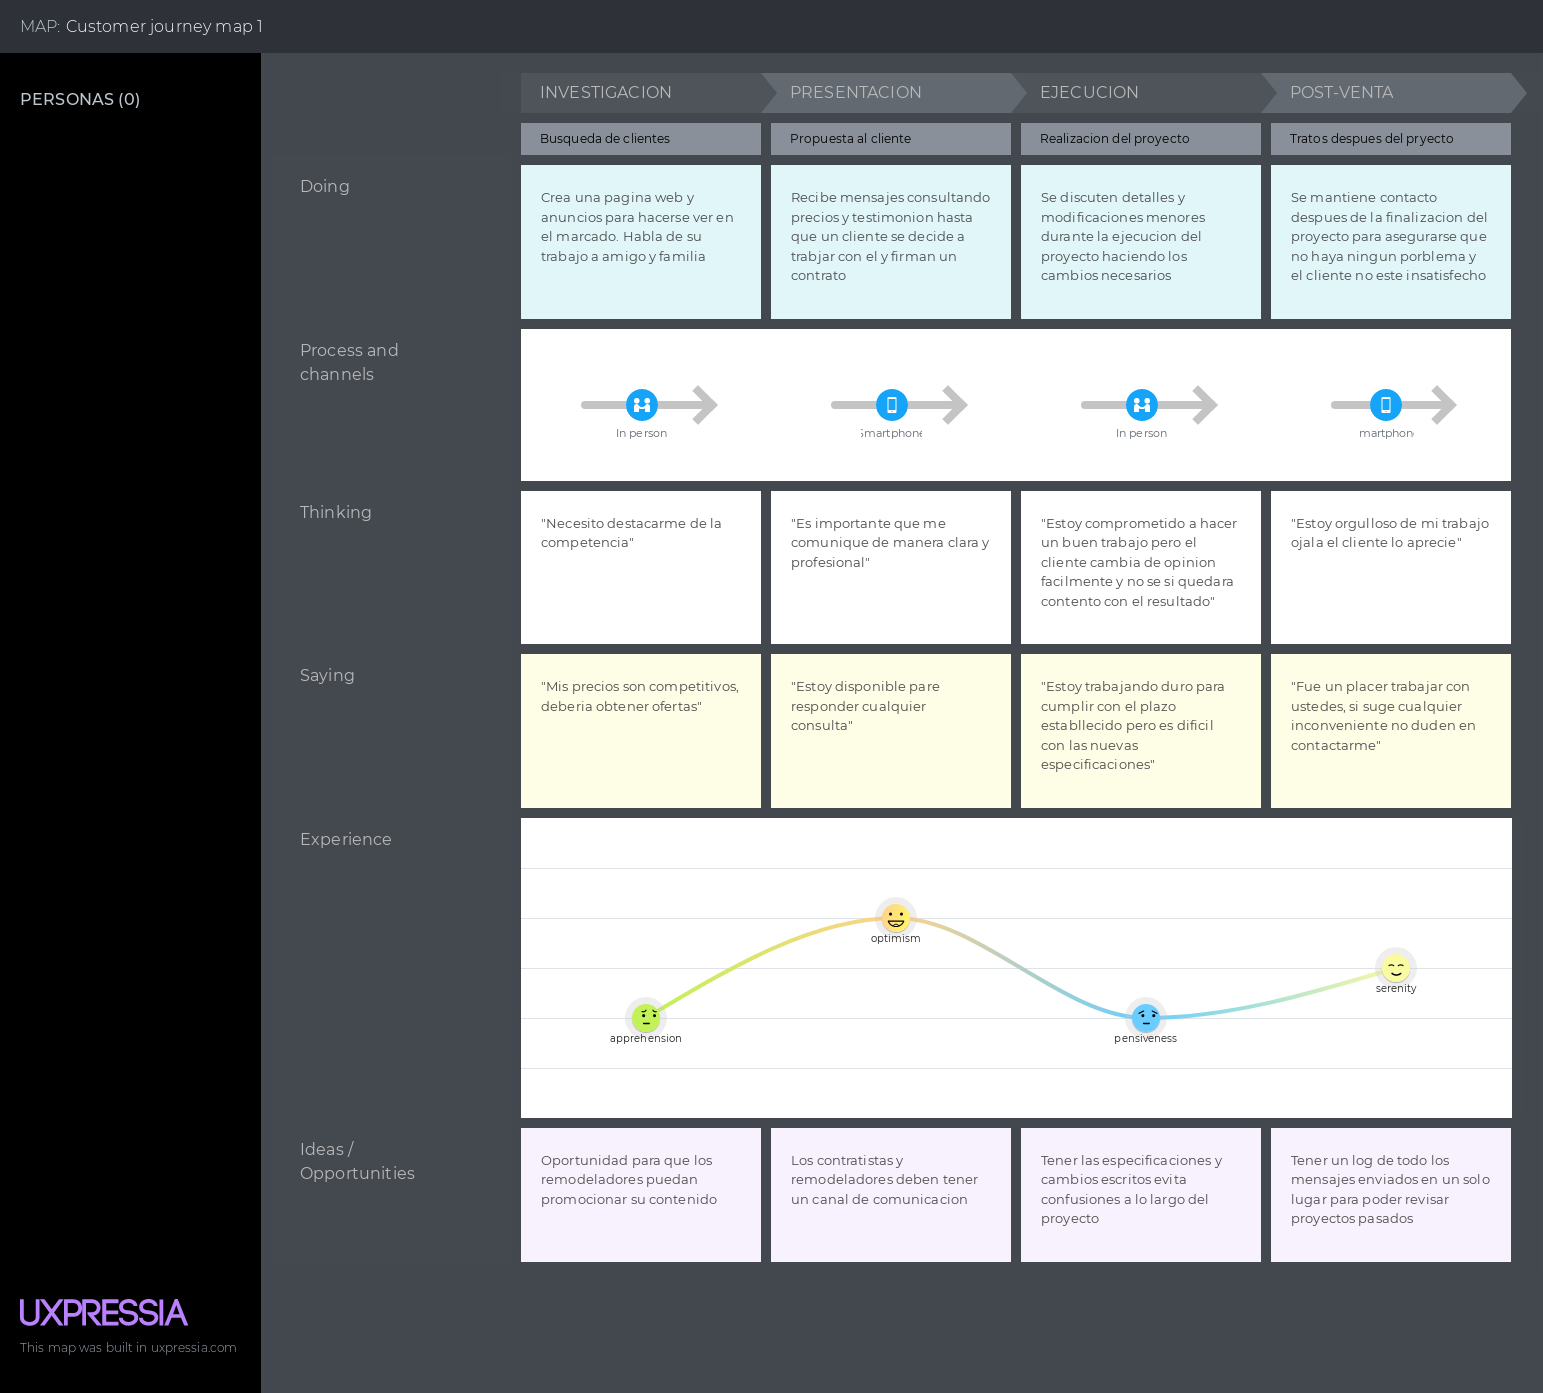 MAP: Customer journey map 1
PERSONAS (0)
INVESTIGACION
PRESENTACION
EJECUCION
POST-VENTA
Busqueda de clientes
Propuesta al cliente
Realizacion del proyecto
Tratos despues del pryecto
Doing
Crea una pagina web y
anuncios para hacerse ver en
el marcado. Habla de su
trabajo a amigo y familia
Recibe mensajes consultando
precios y testimonion hasta
que un cliente se decide a
trabjar con el y firman un
contrato
Se discuten detalles y
modificaciones menores
durante la ejecucion del
proyecto haciendo los
cambios necesarios
Se mantiene contacto
despues de la finalizacion del
proyecto para asegurarse que
no haya ningun porblema y
el cliente no este insatisfecho
Process and
channels
In person
Smartphone
In person
martphon
Thinking
"Necesito destacarme de la
competencia"
"Es importante que me
comunique de manera clara y
profesional"
"Estoy comprometido a hacer
un buen trabajo pero el
cliente cambia de opinion
facilmente y no se si quedara
contento con el resultado"
"Estoy orgulloso de mi trabajo
ojala el cliente lo aprecie"
Saying
"Mis precios son competitivos,
deberia obtener ofertas"
"Estoy disponible pare
responder cualquier
consulta"
"Estoy trabajando duro para
cumplir con el plazo
establlecido pero es dificil
con las nuevas
especificaciones"
"Fue un placer trabajar con
ustedes, si suge cualquier
inconveniente no duden en
contactarme"
Experience
apprehension
optimism
pensiveness
serenity
Ideas /
Opportunities
Oportunidad para que los
remodeladores puedan
promocionar su contenido
Los contratistas y
remodeladores deben tener
un canal de comunicacion
Tener las especificaciones y
cambios escritos evita
confusiones a lo largo del
proyecto
Tener un log de todo los
mensajes enviados en un solo
lugar para poder revisar
proyectos pasados
UXPRESSIA
This map was built in uxpressia.com